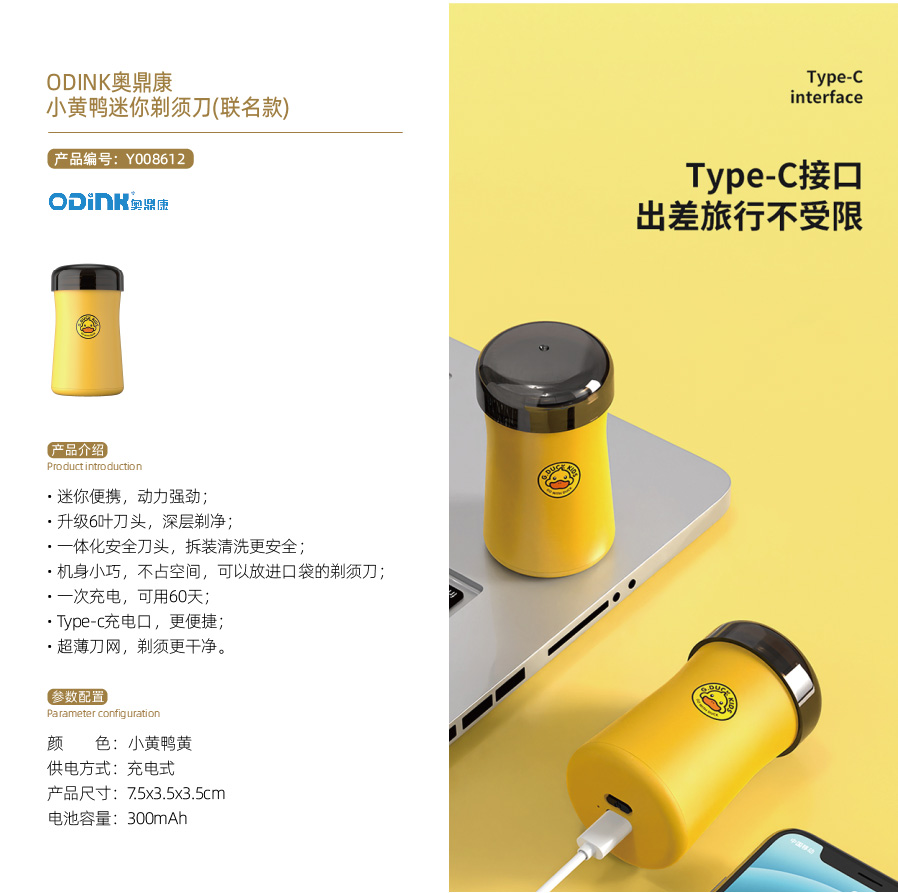 ODINK奥鼎康
小黄鸭迷你剃须刀(联名款)
产品编号：Y008612
ODINK奥鼎康
产品介绍
Product introduction
• 迷你便携，动力强劲；
• 升级6叶刀头，深层剃净；
• 一体化安全刀头，拆装清洗更安全；
• 机身小巧，不占空间，可以放进口袋的剃须刀；
• 一次充电，可用60天；
• Type-c充电口，更便捷；
• 超薄刀网，剃须更干净。
参数配置
Parameter configuration
颜　　色：小黄鸭黄
供电方式：充电式
产品尺寸：7.5x3.5x3.5cm
电池容量：300mAh
Type-C
interface
Type-C接口
出差旅行不受限
G.DUCK KIDS
G.DUCK KIDS
中国移动